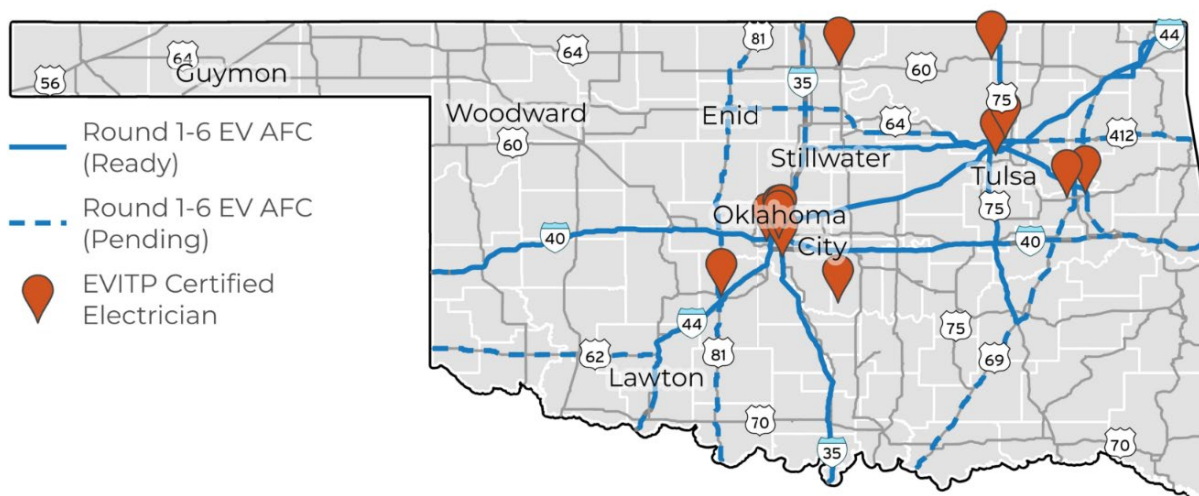 81
44
64
64
60
35
56
Guymon
75
Woodward
Enid
64
412
60
Stillwater
Round 1-6 EV AFC
(Ready)
Tulsa
75
Round 1-6 EV AFC
(Pending)
Oklahoma
City
40
40
EVITP Certified
Electrician
44
75
62
81
69
Lawton
70
35
70